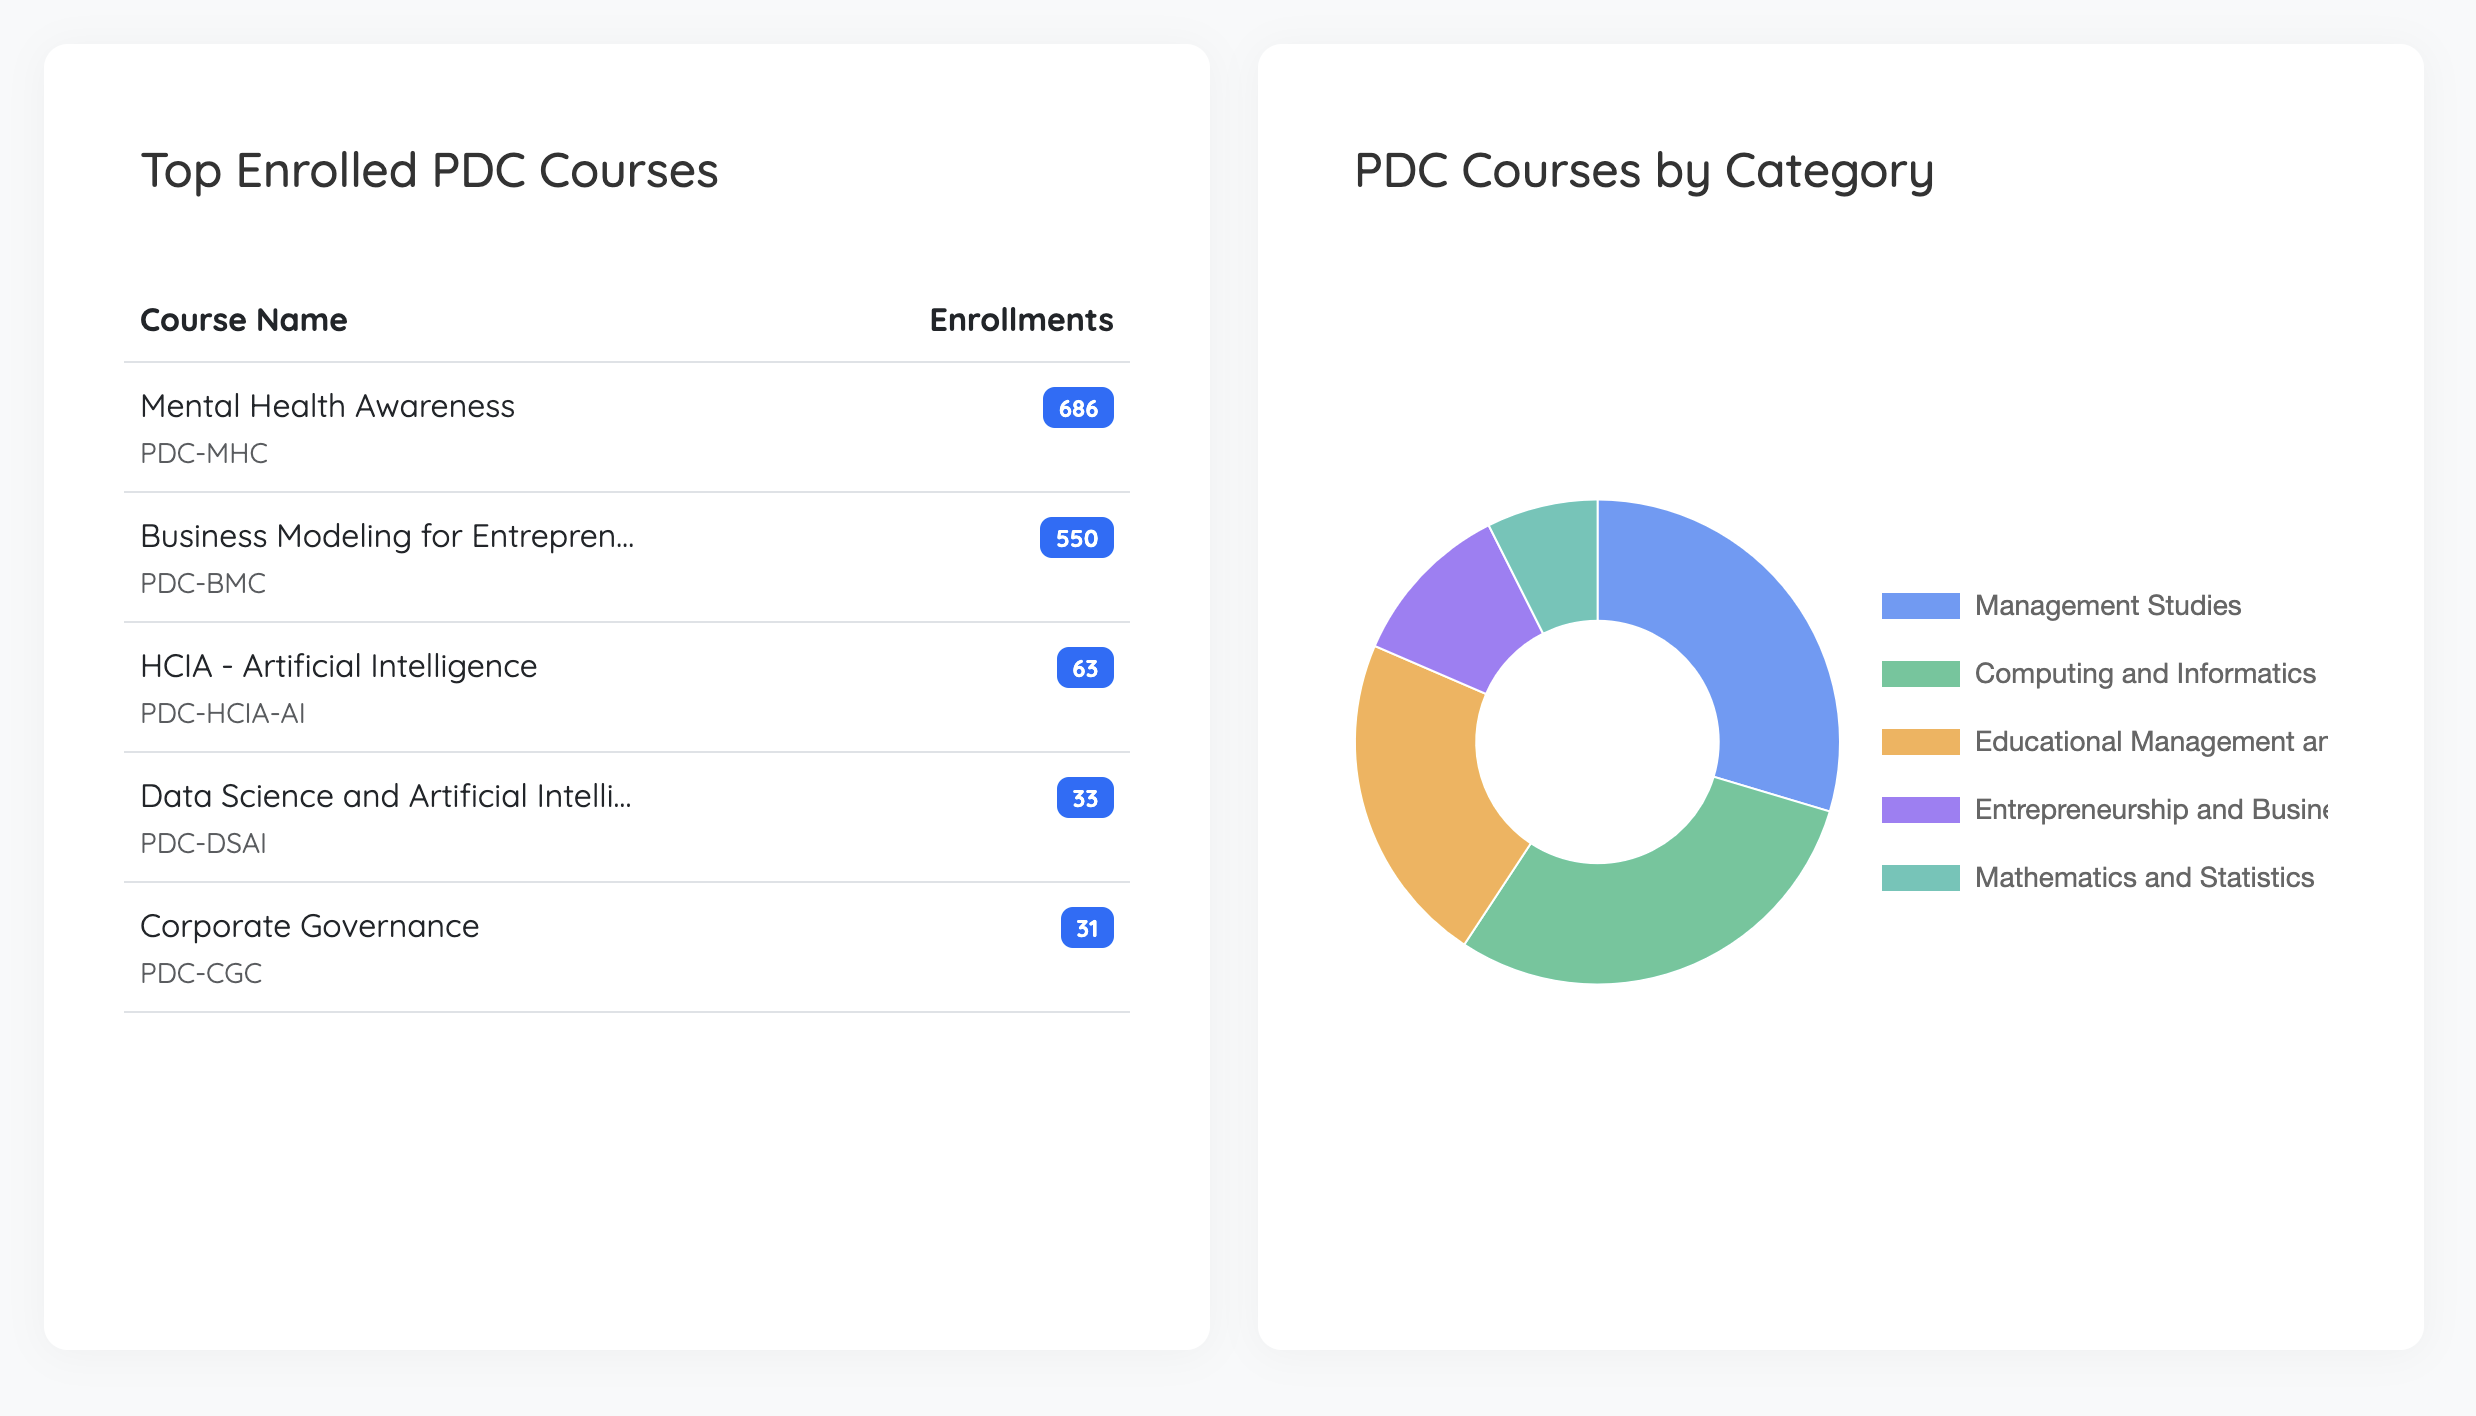 Top Enrolled PDC Courses
Course Name Enrollments
Mental Health Awareness 686
PDC-MHC
Business Modeling for Entrepren... 550
PDC-BMC
HCIA - Artificial Intelligence 63
PDC-HCIA-AI
Data Science and Artificial Intelli... 33
PDC-DSAI
Corporate Governance 31
PDC-CGC
PDC Courses by Category
Management Studies
Computing and Informatics
Educational Management ar
Entrepreneurship and Busine
Mathematics and Statistics